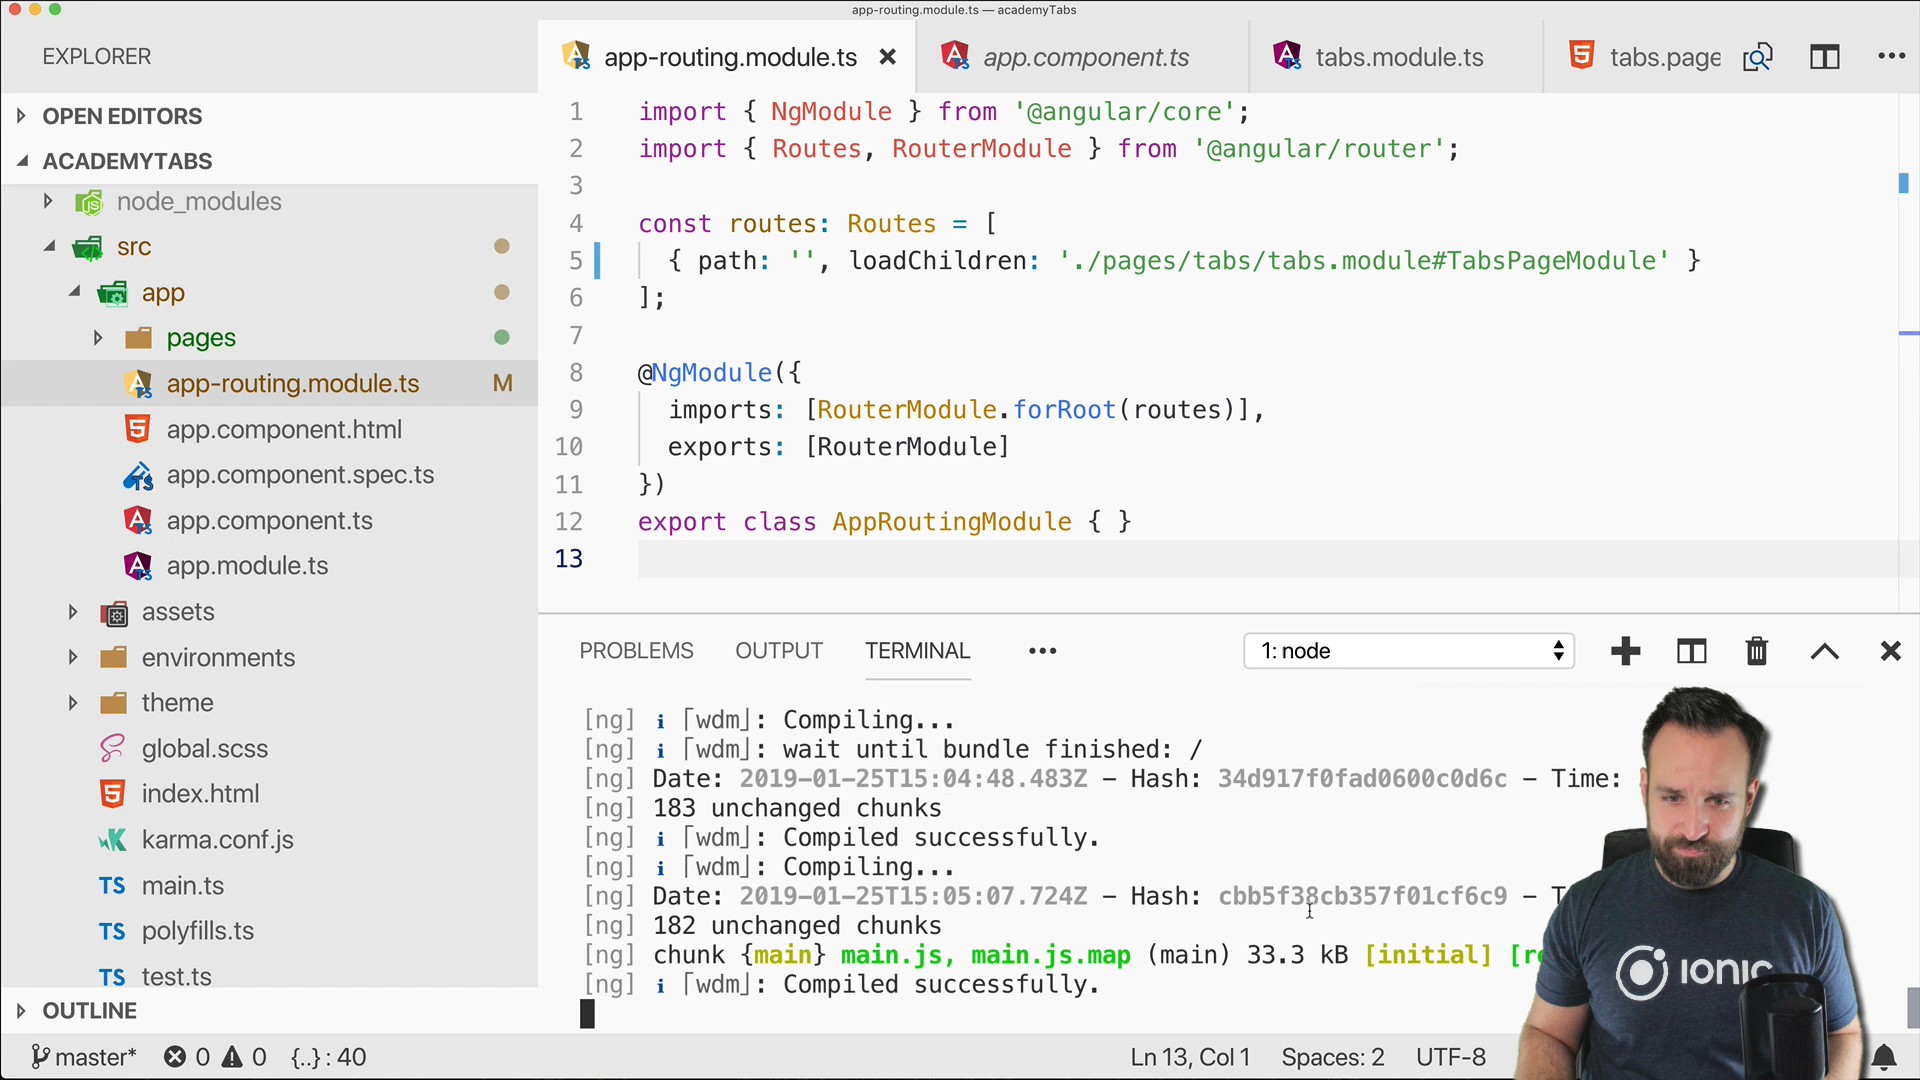 app-routing.module.ts — academyTabs
EXPLORER
OPEN EDITORS
ACADEMYTABS
node_modules
src
app
pages
app-routing.module.ts M
app.component.html
app.component.spec.ts
app.component.ts
app.module.ts
assets
environments
theme
global.scss
index.html
karma.conf.js
TS main.ts
TS polyfills.ts
TS test.ts
OUTLINE
app-routing.module.ts
app.component.ts
tabs.module.ts
tabs.page
1 import { NgModule } from '@angular/core';
2 import { Routes, RouterModule } from '@angular/router';
3
4 const routes: Routes = [
5 { path: '', loadChildren: './pages/tabs/tabs.module#TabsPageModule' }
6 ];
7
8 @NgModule({
9 imports: [RouterModule.forRoot(routes)],
10 exports: [RouterModule]
11 })
12 export class AppRoutingModule { }
13
PROBLEMS OUTPUT TERMINAL ••• 1: node
[ng] ℹ ｢wdm｣: Compiling...
[ng] ℹ ｢wdm｣: wait until bundle finished: /
[ng] Date: 2019-01-25T15:04:48.483Z - Hash: 34d917f0fad0600c0d6c - Time:
[ng] 183 unchanged chunks
[ng] ℹ ｢wdm｣: Compiled successfully.
[ng] ℹ ｢wdm｣: Compiling...
[ng] Date: 2019-01-25T15:05:07.724Z - Hash: cbb5f38cb357f01cf6c9 -
[ng] 182 unchanged chunks
[ng] chunk {main} main.js, main.js.map (main) 33.3 kB [initial]
[ng] ℹ ｢wdm｣: Compiled successfully.
IONIC
master* 0 0 {..} : 40
Ln 13, Col 1 Spaces: 2 UTF-8